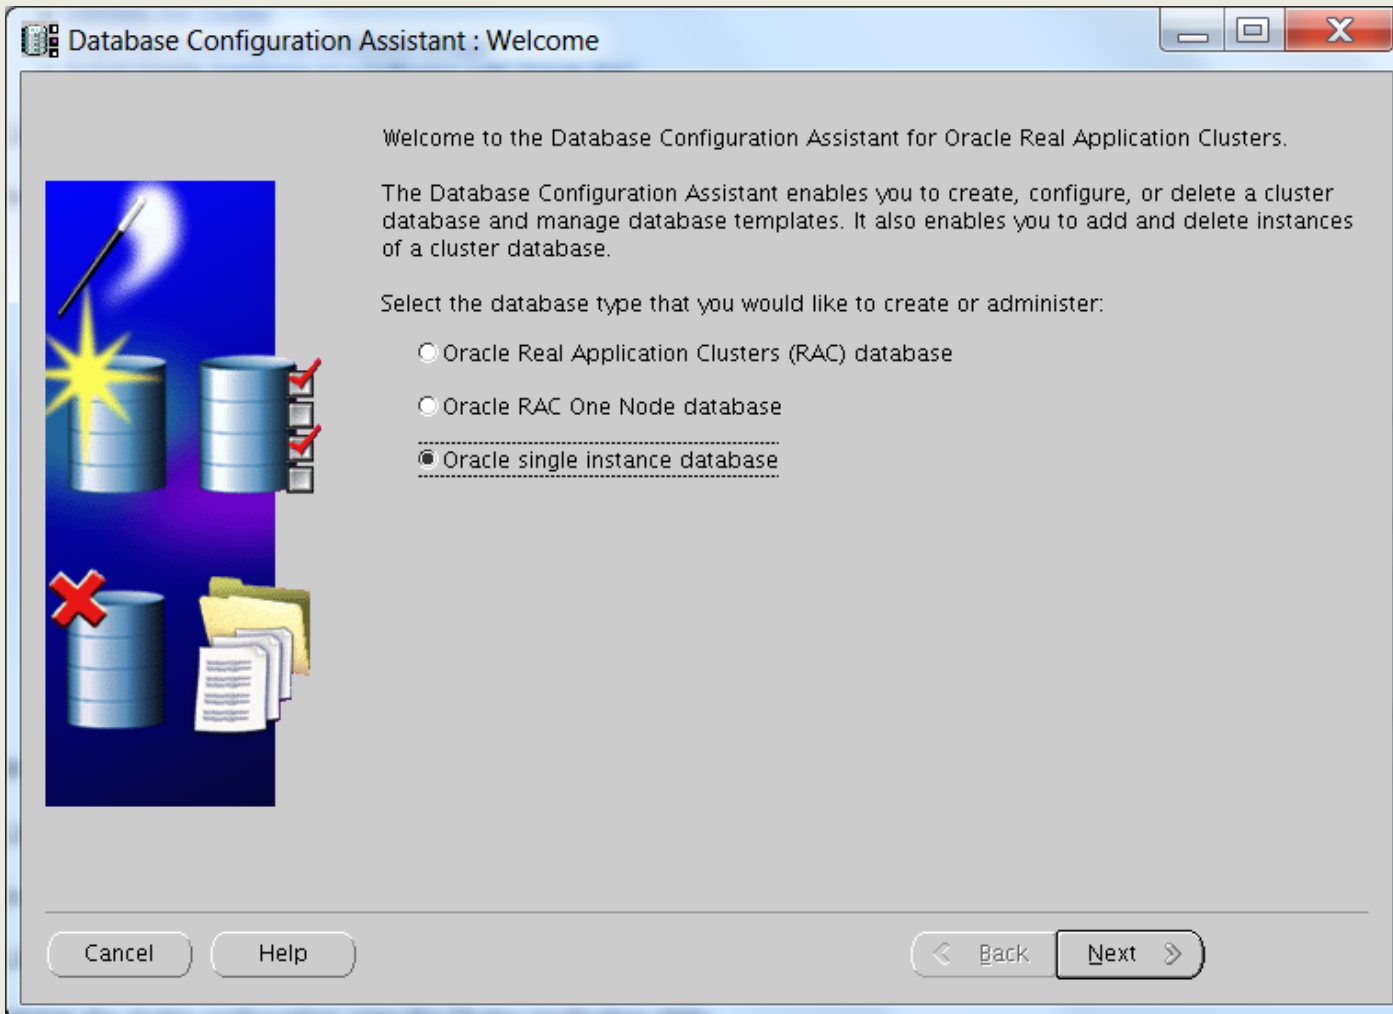 Database Configuration Assistant : Welcome
Welcome to the Database Configuration Assistant for Oracle Real Application Clusters.
The Database Configuration Assistant enables you to create, configure, or delete a cluster
database and manage database templates. It also enables you to add and delete instances
of a cluster database.
Select the database type that you would like to create or administer:
Oracle Real Application Clusters (RAC) database
Oracle RAC One Node database
Oracle single instance database
Cancel
Help
Back
Next